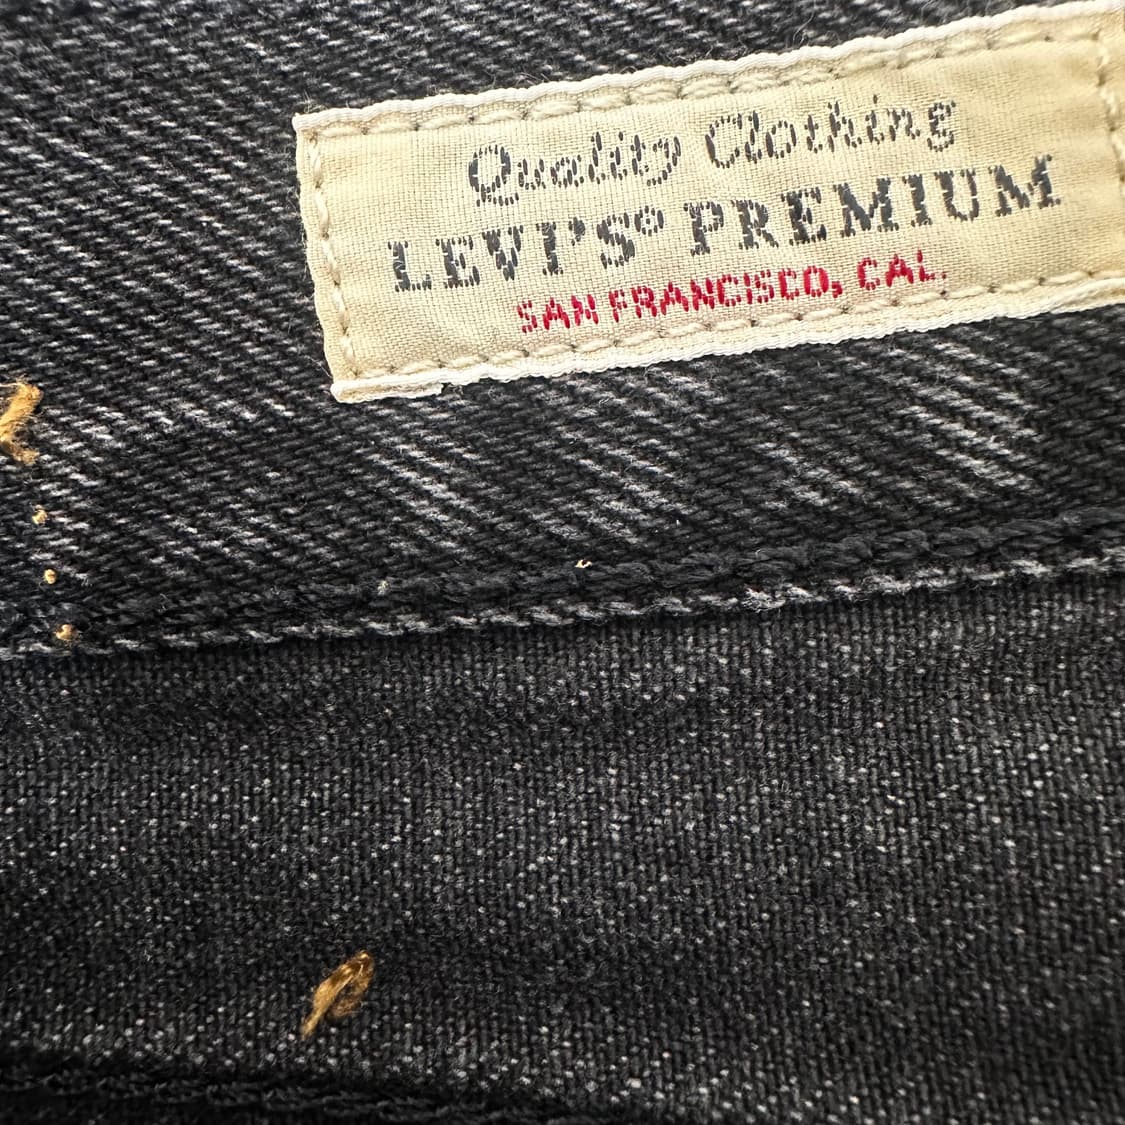 Quality Clothing
LEVI'S® PREMIUM
SAN FRANCISCO, CAL.